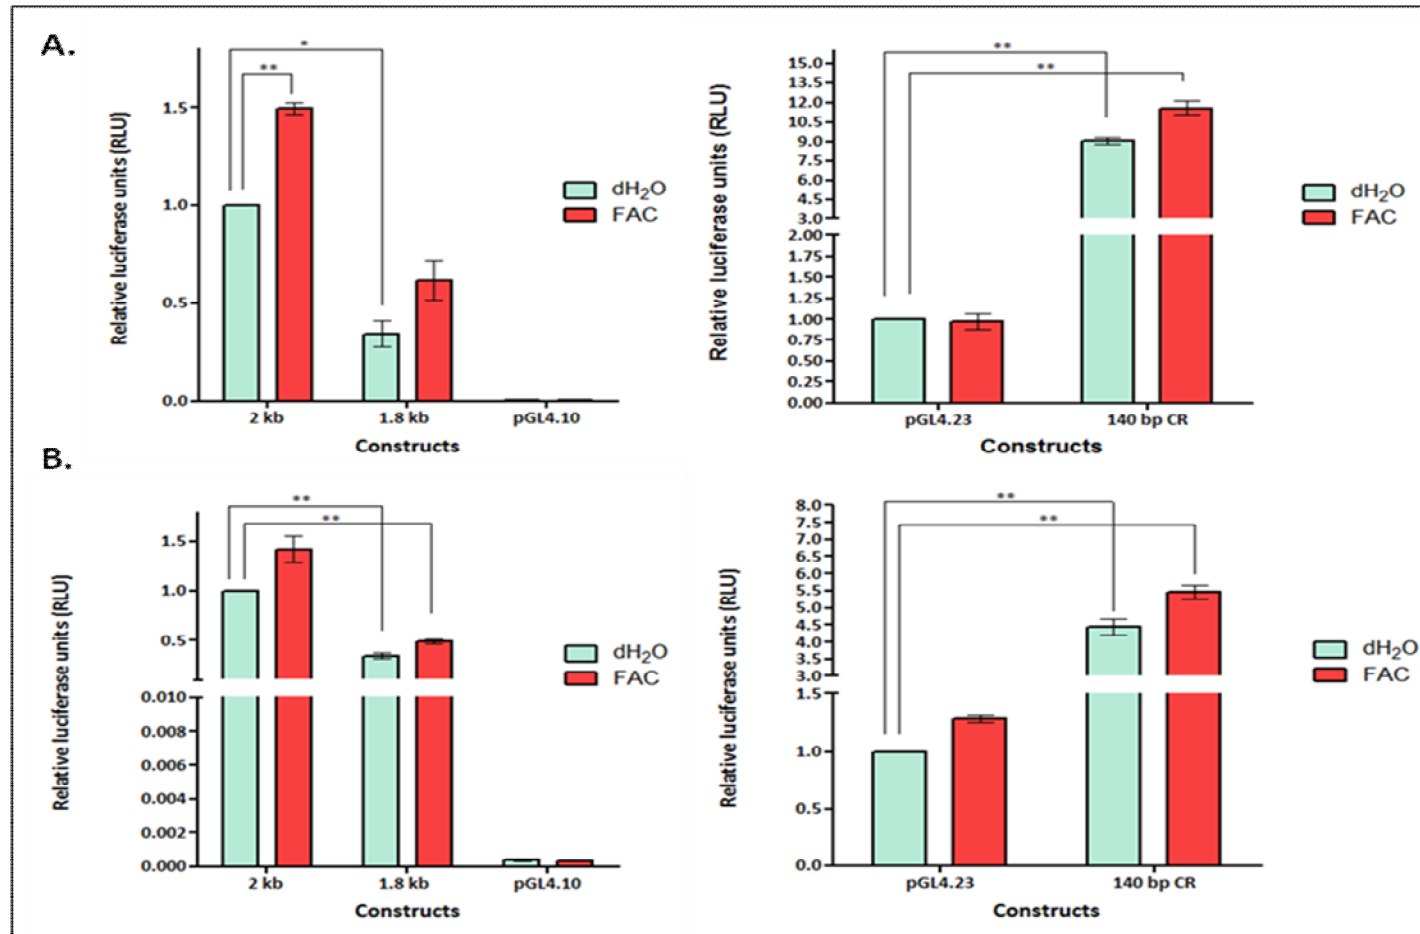 A.
*
**
Relative luciferase units (RLU)
1.5
1.0
0.5
0.0
2 kb
1.8 kb
pGL4.10
Constructs
dH₂O
FAC
**
**
Relative luciferase units (RLU)
15.0
13.5
12.0
10.5
9.0
7.5
6.0
4.5
3.0
2.00
1.75
1.50
1.25
1.00
0.75
0.50
0.25
0.00
pGL4.23
140 bp CR
Constructs
dH₂O
FAC
B.
**
**
Relative luciferase units (RLU)
1.5
1.0
0.5
0.010
0.008
0.006
0.004
0.002
0.000
2 kb
1.8 kb
pGL4.10
Constructs
dH₂O
FAC
**
**
Relative luciferase units (RLU)
8.0
7.5
7.0
6.5
6.0
5.5
5.0
4.5
4.0
3.5
3.0
1.5
1.0
0.5
0.0
pGL4.23
140 bp CR
Constructs
dH₂O
FAC